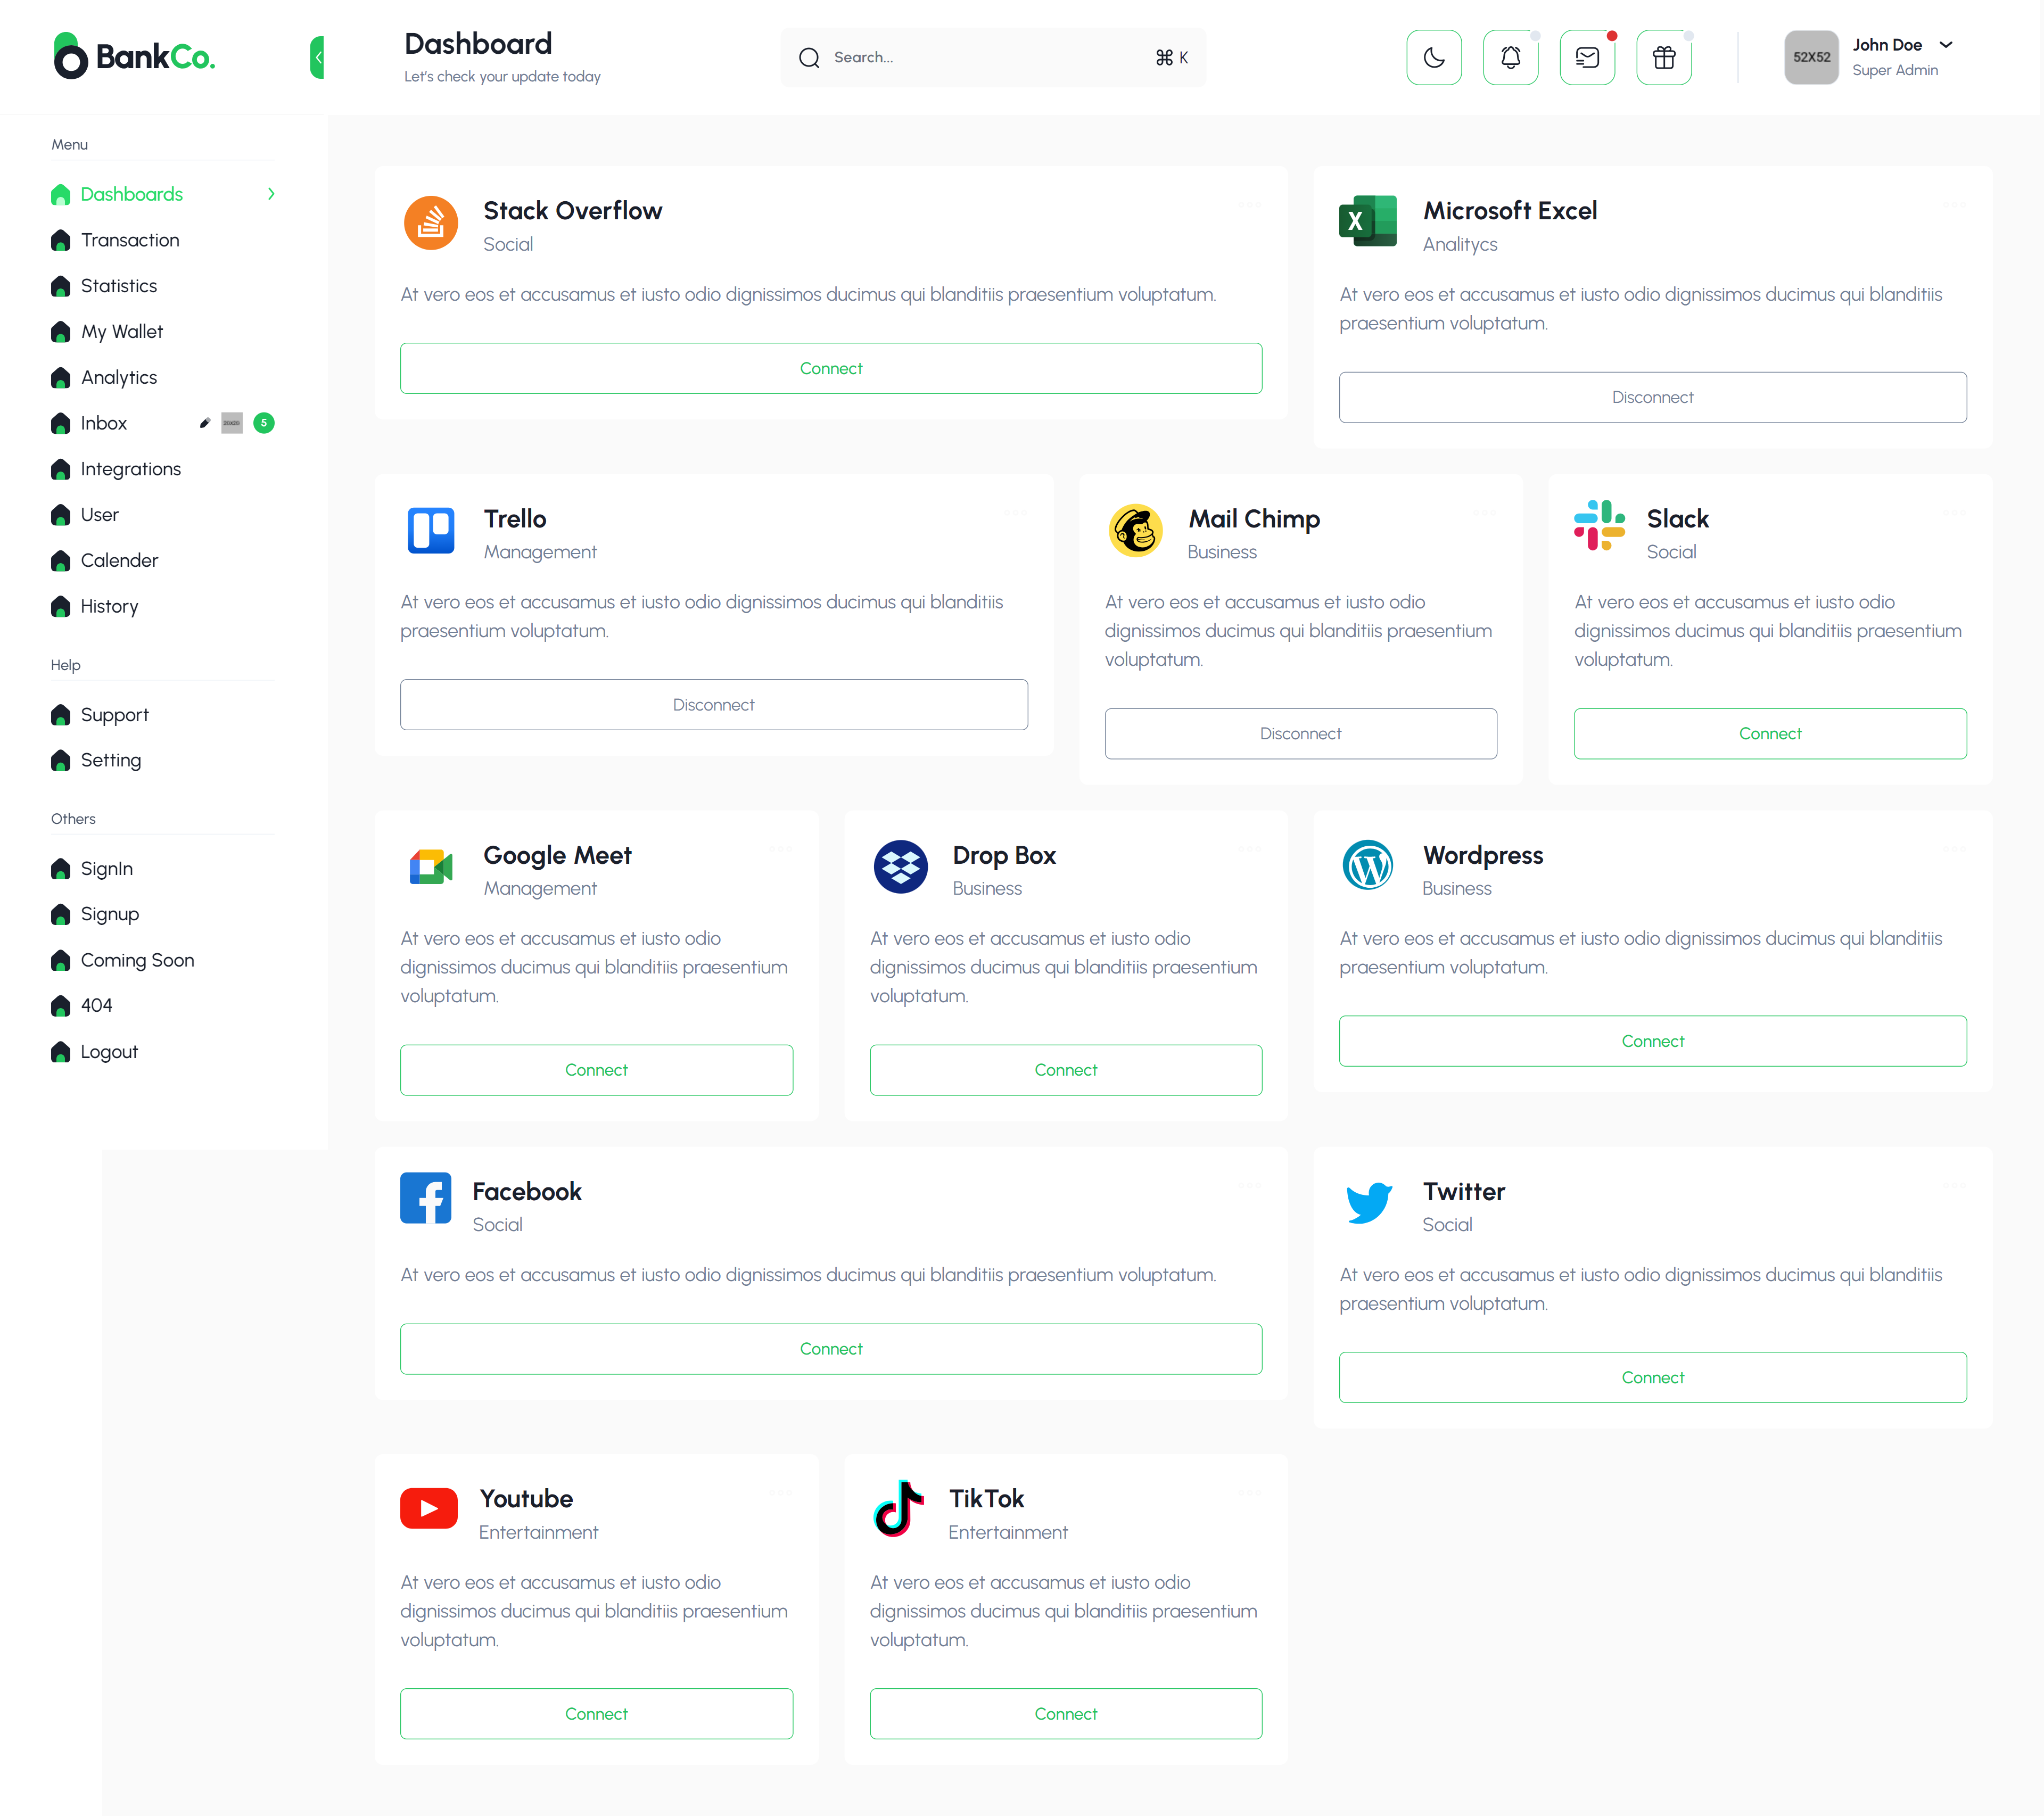 BankCo.
Dashboard
Let's check your update today
Search...
⌘ K
52X52
John Doe
Super Admin
Menu
Dashboards
Transaction
Statistics
My Wallet
Analytics
Inbox
20X20
5
Integrations
User
Calender
History
Help
Support
Setting
Others
SignIn
Signup
Coming Soon
404
Logout
Stack Overflow
Social
At vero eos et accusamus et iusto odio dignissimos ducimus qui blanditiis praesentium voluptatum.
Connect
Microsoft Excel
Analitycs
At vero eos et accusamus et iusto odio dignissimos ducimus qui blanditiis
praesentium voluptatum.
Disconnect
Trello
Management
At vero eos et accusamus et iusto odio dignissimos ducimus qui blanditiis
praesentium voluptatum.
Disconnect
Mail Chimp
Business
At vero eos et accusamus et iusto odio
dignissimos ducimus qui blanditiis praesentium
voluptatum.
Disconnect
Slack
Social
At vero eos et accusamus et iusto odio
dignissimos ducimus qui blanditiis praesentium
voluptatum.
Connect
Google Meet
Management
At vero eos et accusamus et iusto odio
dignissimos ducimus qui blanditiis praesentium
voluptatum.
Connect
Drop Box
Business
At vero eos et accusamus et iusto odio
dignissimos ducimus qui blanditiis praesentium
voluptatum.
Connect
Wordpress
Business
At vero eos et accusamus et iusto odio dignissimos ducimus qui blanditiis
praesentium voluptatum.
Connect
Facebook
Social
At vero eos et accusamus et iusto odio dignissimos ducimus qui blanditiis praesentium voluptatum.
Connect
Twitter
Social
At vero eos et accusamus et iusto odio dignissimos ducimus qui blanditiis
praesentium voluptatum.
Connect
Youtube
Entertainment
At vero eos et accusamus et iusto odio
dignissimos ducimus qui blanditiis praesentium
voluptatum.
Connect
TikTok
Entertainment
At vero eos et accusamus et iusto odio
dignissimos ducimus qui blanditiis praesentium
voluptatum.
Connect